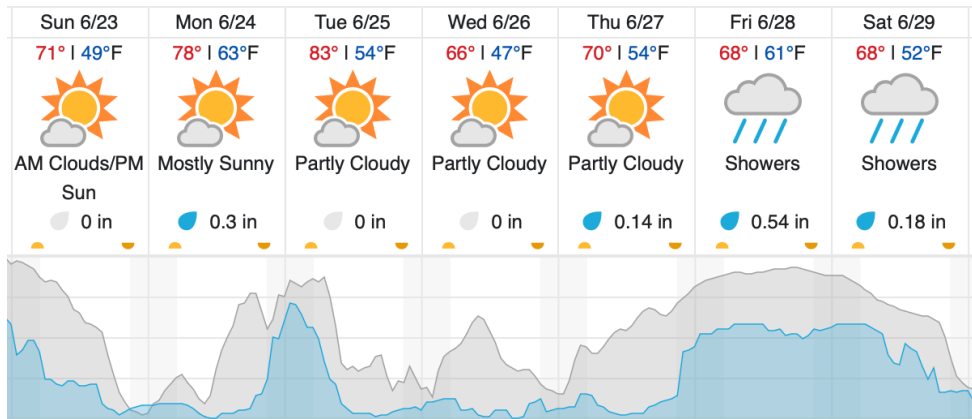 Sun 6/23 Mon 6/24 Tue 6/25 Wed 6/26 Thu 6/27 Fri 6/28 Sat 6/29
71° | 49°F 78° | 63°F 83° | 54°F 66° | 47°F 70° | 54°F 68° | 61°F 68° | 52°F
AM Clouds/PM Mostly Sunny Partly Cloudy Partly Cloudy Partly Cloudy Showers Showers
Sun
0 in 0.3 in 0 in 0 in 0.14 in 0.54 in 0.18 in